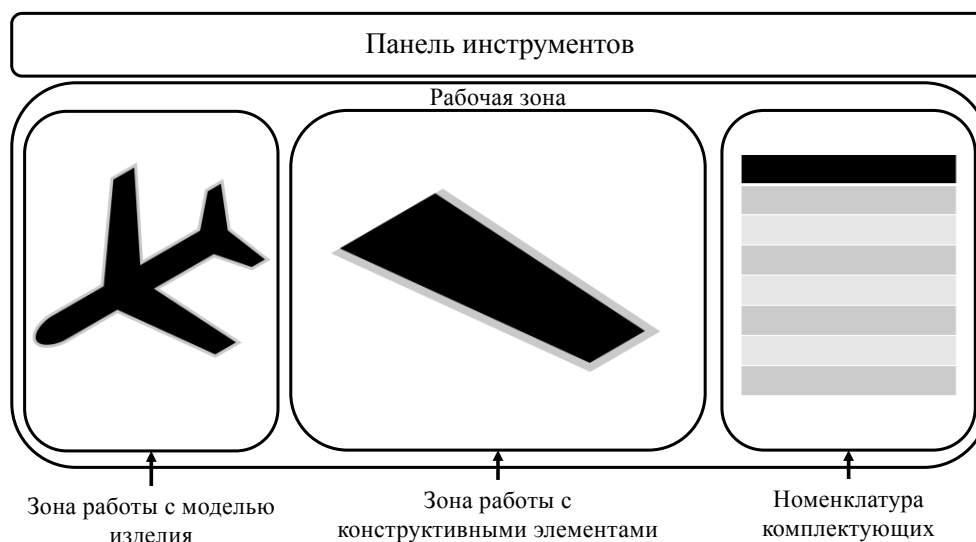 Панель инструментов
Рабочая зона
Зона работы с моделью
изделия
Зона работы с
конструктивными элементами
Номенклатура
комплектующих